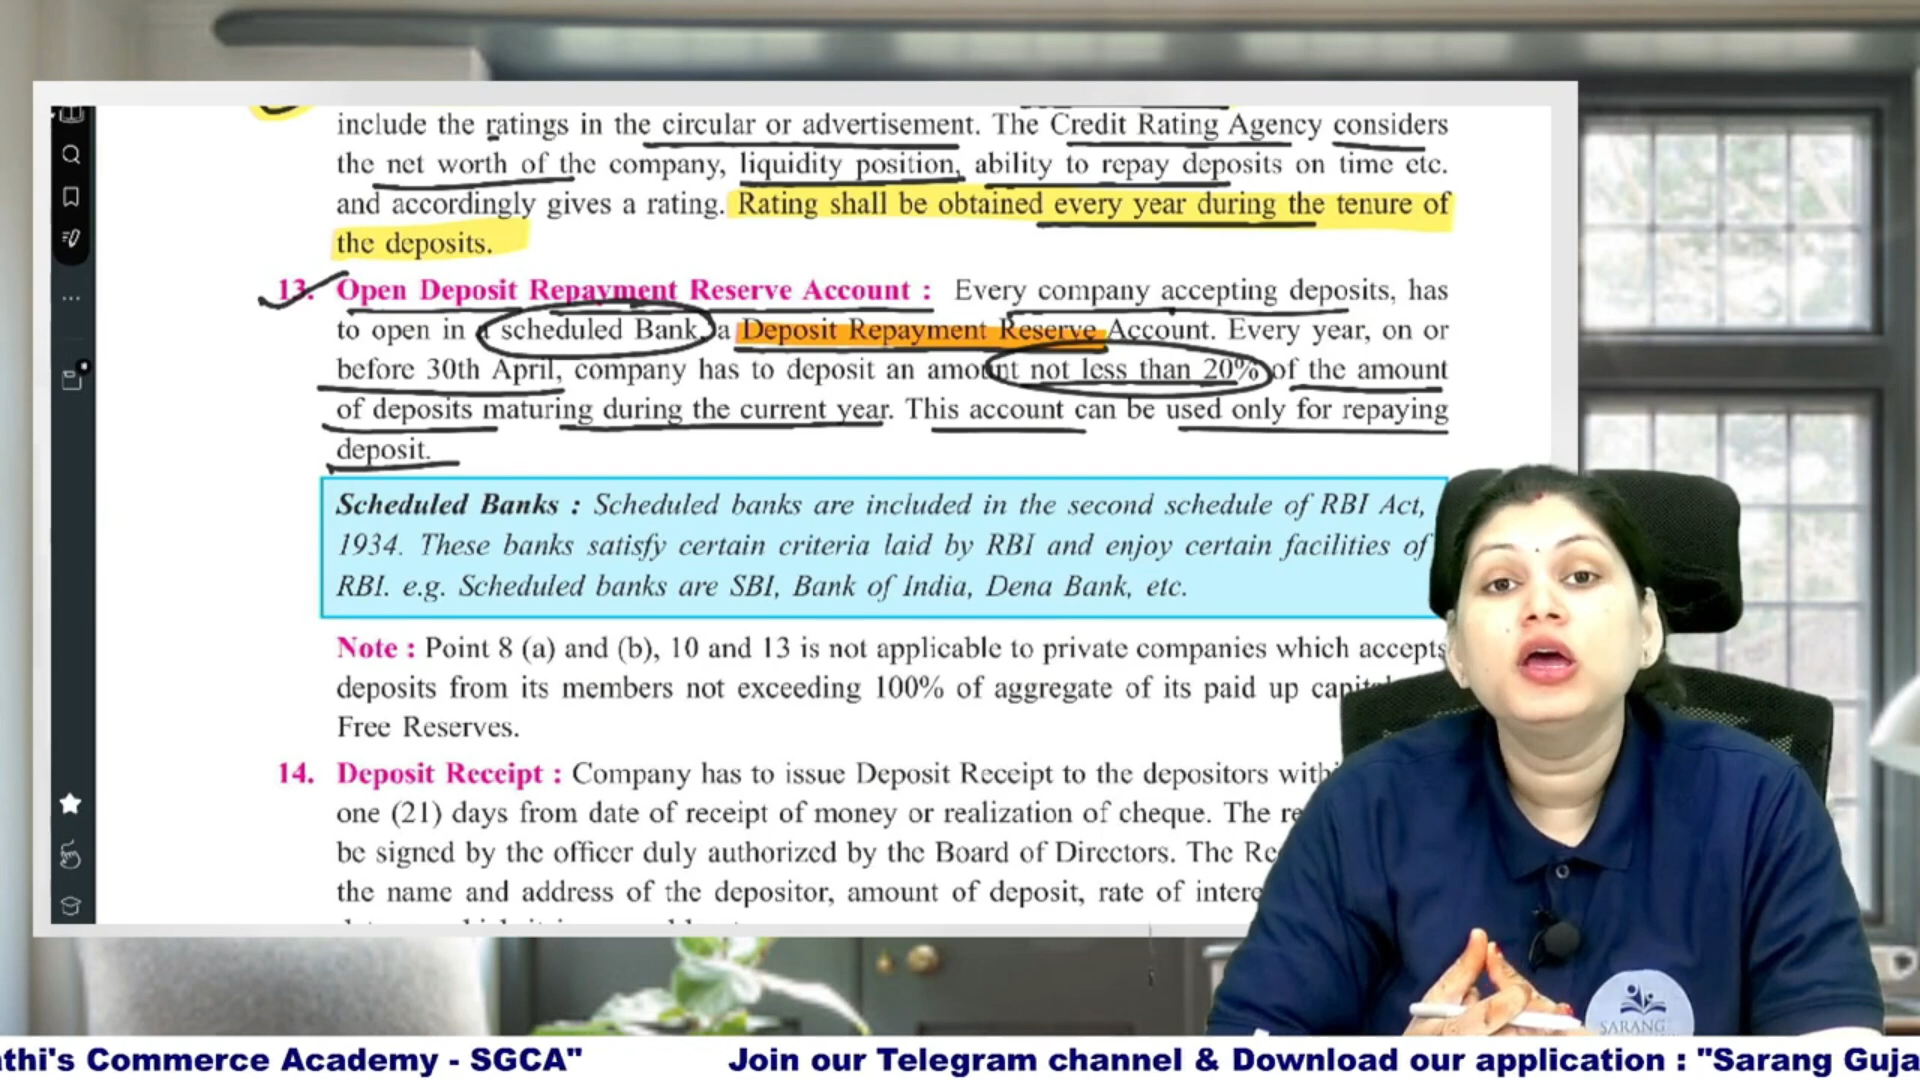 include the ratings in the circular or advertisement. The Credit Rating Agency considers
the net worth of the company, liquidity position, ability to repay deposits on time etc.
and accordingly gives a rating. Rating shall be obtained every year during the tenure of
the deposits.
13. Open Deposit Repayment Reserve Account : Every company accepting deposits, has
to open in a scheduled Bank, a Deposit Repayment Reserve Account. Every year, on or
before 30th April, company has to deposit an amount not less than 20% of the amount
of deposits maturing during the current year. This account can be used only for repaying
deposit.
Scheduled Banks : Scheduled banks are included in the second schedule of RBI Act,
1934. These banks satisfy certain criteria laid by RBI and enjoy certain facilities of
RBI. e.g. Scheduled banks are SBI, Bank of India, Dena Bank, etc.
Note : Point 8 (a) and (b), 10 and 13 is not applicable to private companies which accepts
deposits from its members not exceeding 100% of aggregate of its paid up
Free Reserves.
14. Deposit Receipt : Company has to issue Deposit Receipt to the depositors
one (21) days from date of receipt of money or realization of cheque. The
be signed by the officer duly authorized by the Board of Directors. The
the name and address of the depositor, amount of deposit, rate of
SARANG
athi's Commerce Academy - SGCA" Join our Telegram channel & Download our application : "Sarang Guja